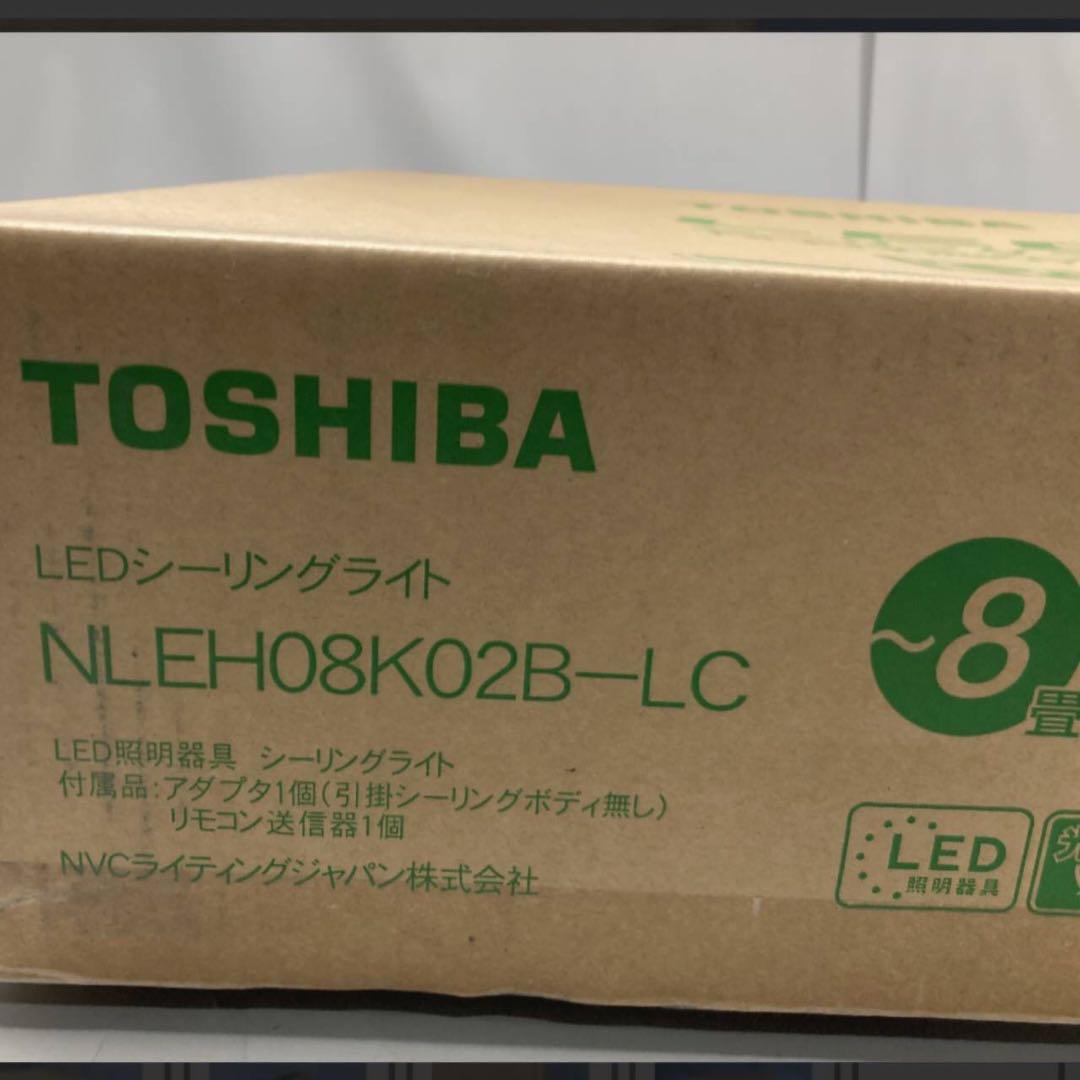 TOSHIBA
TOSHIBA
LEDシーリングライト
NLEH08K02B-LC
~8畳
LED照明器具 シーリングライト
付属品:アダプタ1個(引掛シーリングボディ無し)
リモコン送信器1個
NVCライティングジャパン株式会社
LED
照明器具